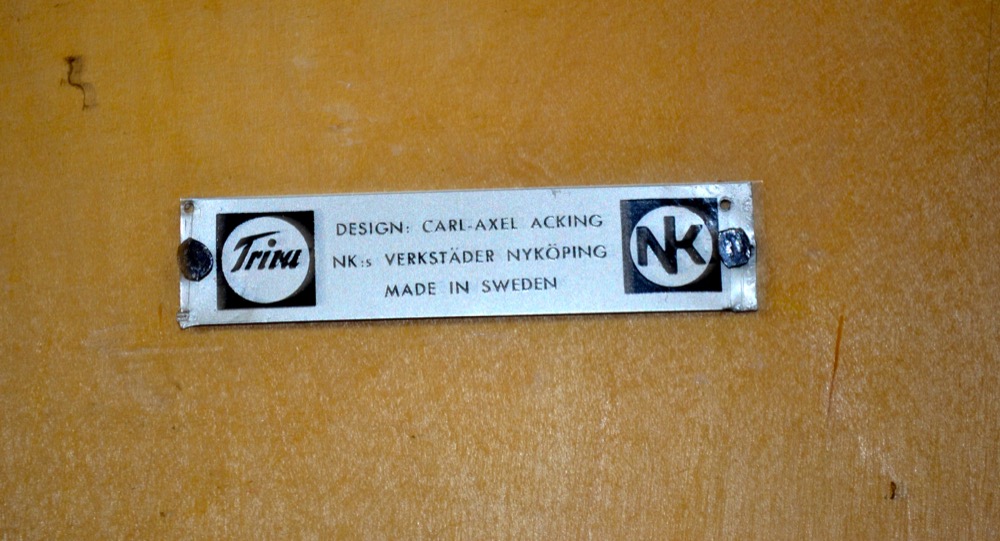 Triva
DESIGN: CARL-AXEL ACKING
NK:s VERKSTÄDER NYKÖPING
MADE IN SWEDEN
NK